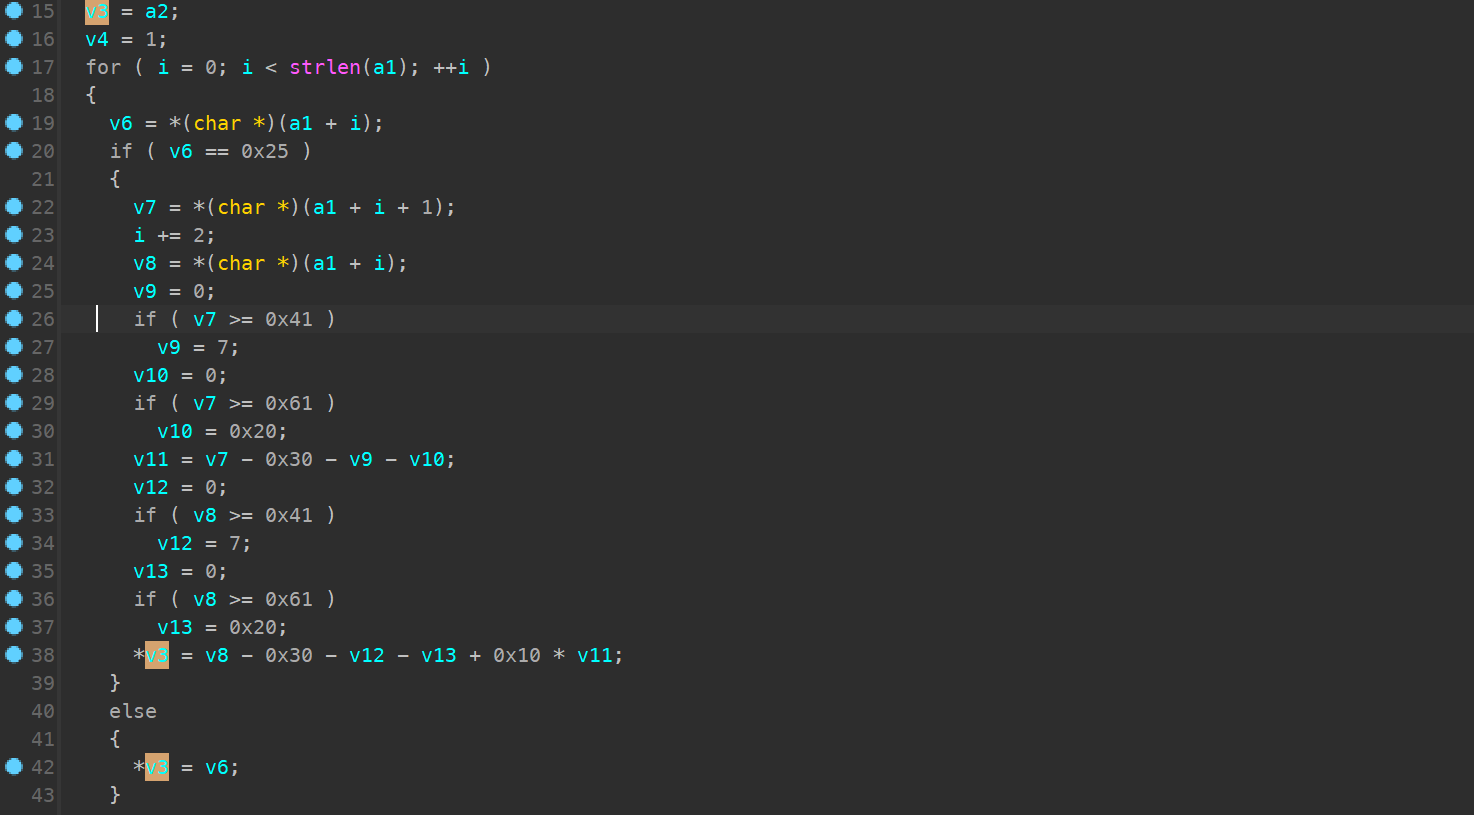 15 v3 = a2;
16 v4 = 1;
17 for ( i = 0; i < strlen(a1); ++i )
18 {
19 v6 = *(char *)(a1 + i);
20 if ( v6 == 0x25 )
21 {
22 v7 = *(char *)(a1 + i + 1);
23 i += 2;
24 v8 = *(char *)(a1 + i);
25 v9 = 0;
26 if ( v7 >= 0x41 )
27 v9 = 7;
28 v10 = 0;
29 if ( v7 >= 0x61 )
30 v10 = 0x20;
31 v11 = v7 - 0x30 - v9 - v10;
32 v12 = 0;
33 if ( v8 >= 0x41 )
34 v12 = 7;
35 v13 = 0;
36 if ( v8 >= 0x61 )
37 v13 = 0x20;
38 *v3 = v8 - 0x30 - v12 - v13 + 0x10 * v11;
39 }
40 else
41 {
42 *v3 = v6;
43 }